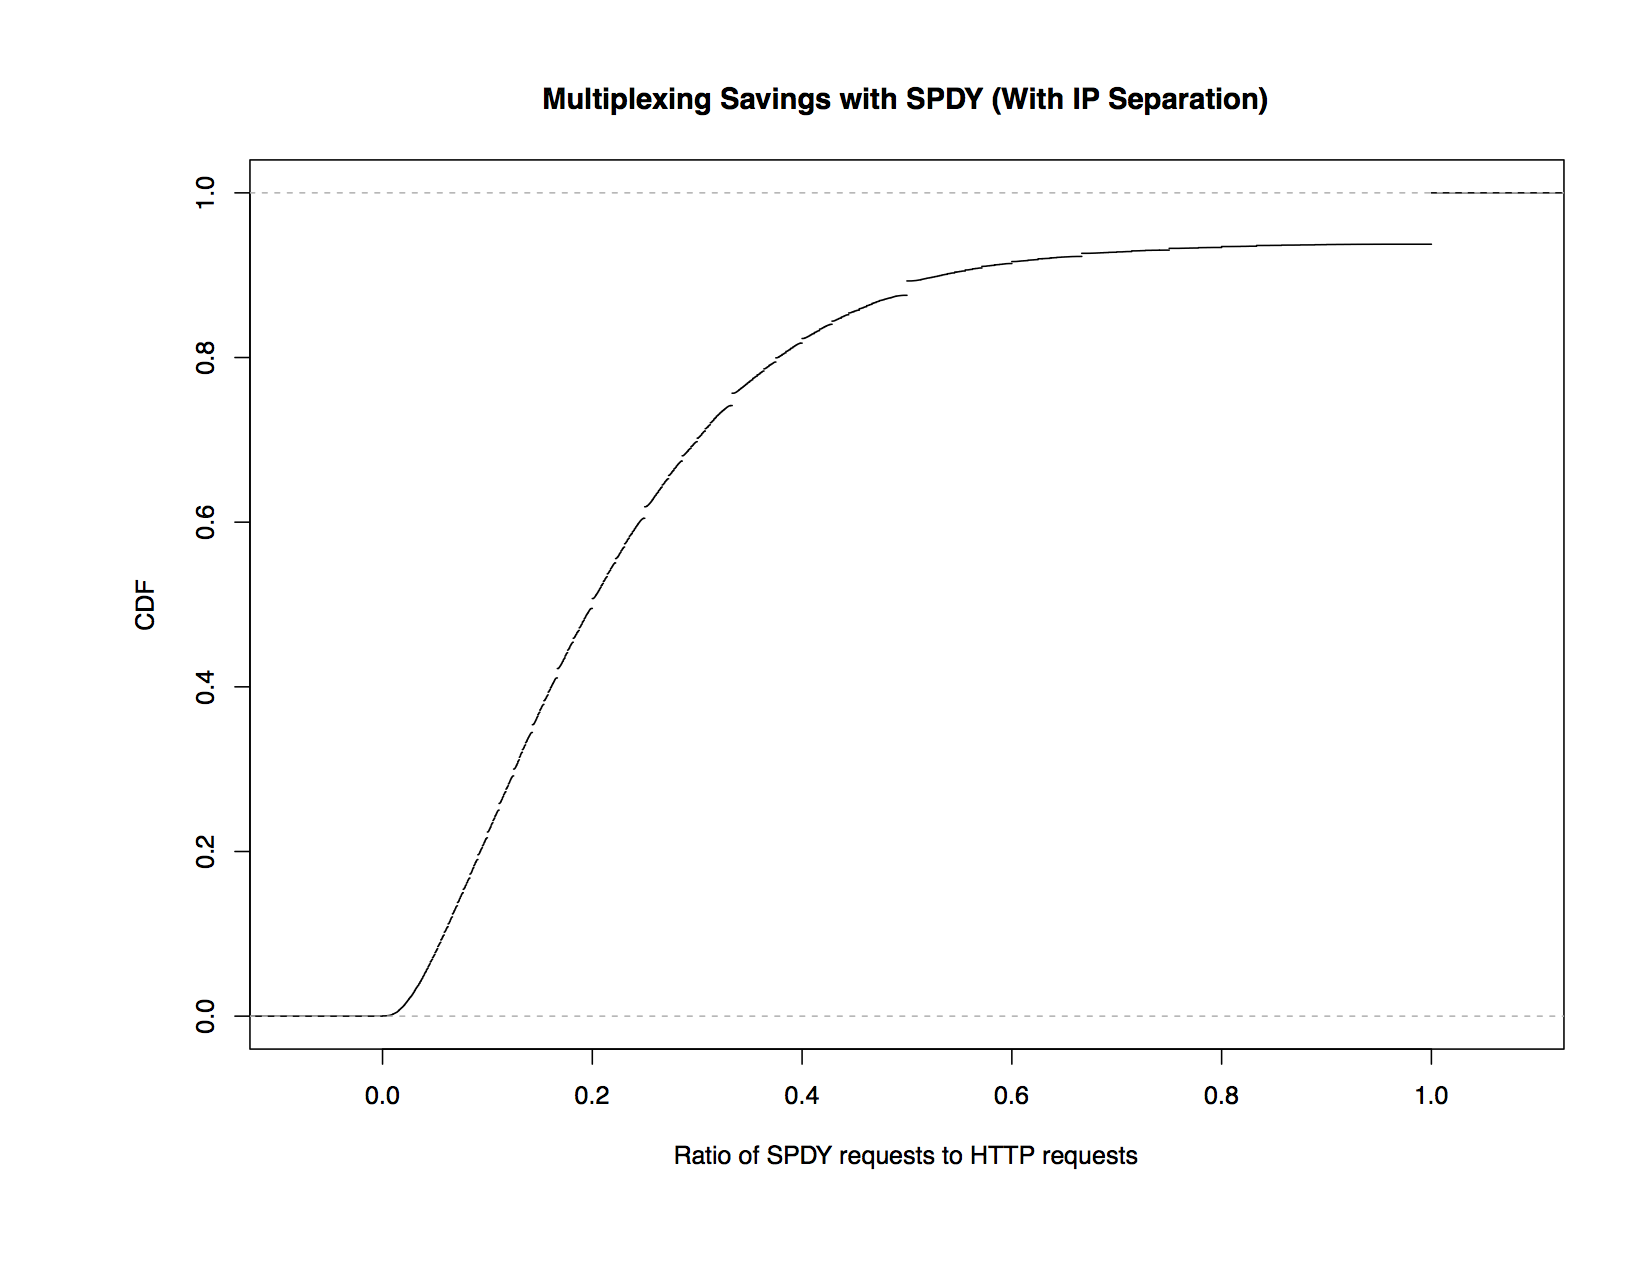 Multiplexing Savings with SPDY (With IP Separation)
1.0
0.8
0.6
0.4
0.2
0.0
CDF
0.0 0.2 0.4 0.6 0.8 1.0
Ratio of SPDY requests to HTTP requests